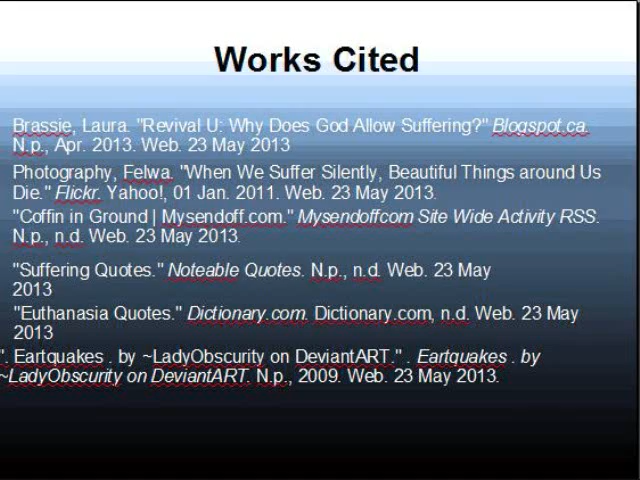 Works Cited
Brassie, Laura. "Revival U: Why Does God Allow Suffering?" Blogspot.ca.
N.p., Apr. 2013. Web. 23 May 2013
Photography, Felwa. "When We Suffer Silently, Beautiful Things around Us
Die." Flickr. Yahoo!, 01 Jan. 2011. Web. 23 May 2013.
"Coffin in Ground | Mysendoff.com." Mysendoffcom Site Wide Activity RSS.
N.p., n.d. Web. 23 May 2013.
"Suffering Quotes." Noteable Quotes. N.p., n.d. Web. 23 May
2013
"Euthanasia Quotes." Dictionary.com. Dictionary.com, n.d. Web. 23 May
2013
". Eartquakes . by ~LadyObscurity on DeviantART." . Eartquakes . by
~LadyObscurity on DeviantART. N.p., 2009. Web. 23 May 2013.